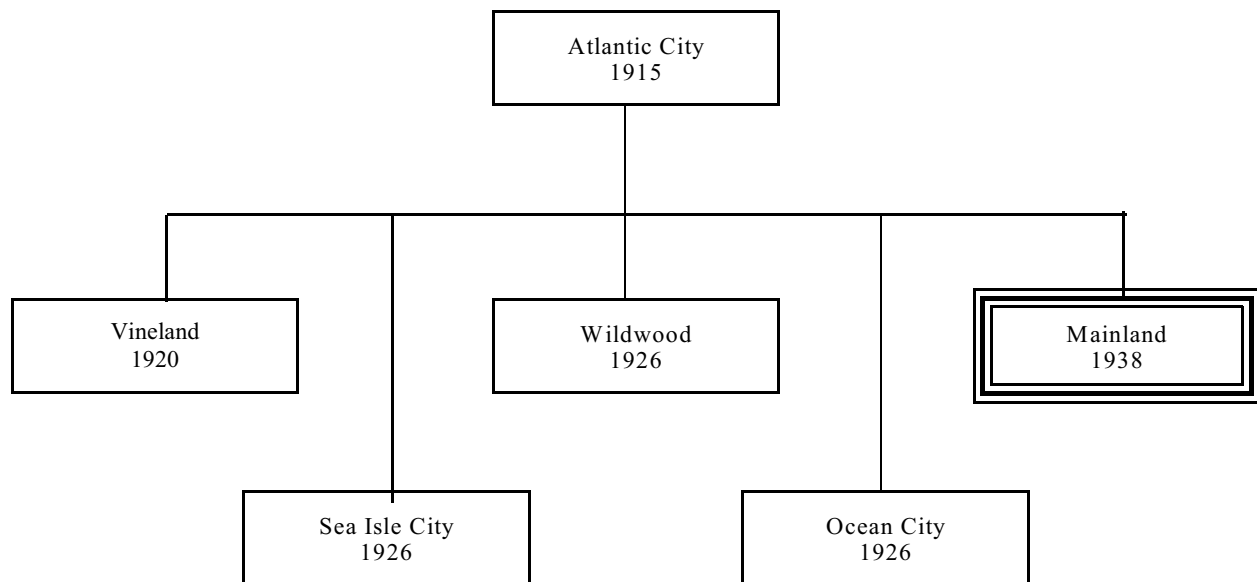 Atlantic City
1915
Vineland
1920
Wildwood
1926
Mainland
1938
Sea Isle City
1926
Ocean City
1926